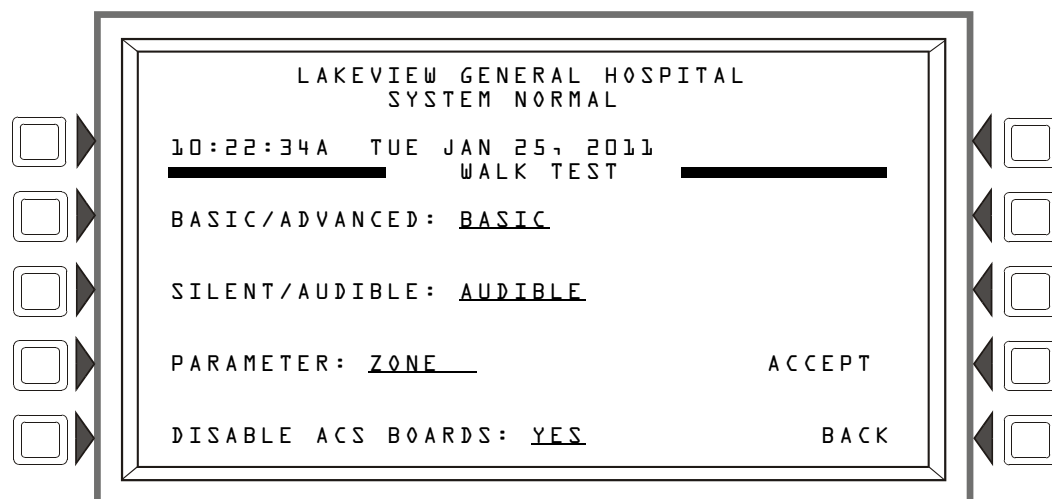 LAKEVIEW GENERAL HOSPITAL
SYSTEM NORMAL
10:22:34A TUE JAN 25, 2011
WALK TEST
BASIC/ADVANCED: BASIC
SILENT/AUDIBLE: AUDIBLE
PARAMETER: ZONE ACCEPT
DISABLE ACS BOARDS: YES BACK